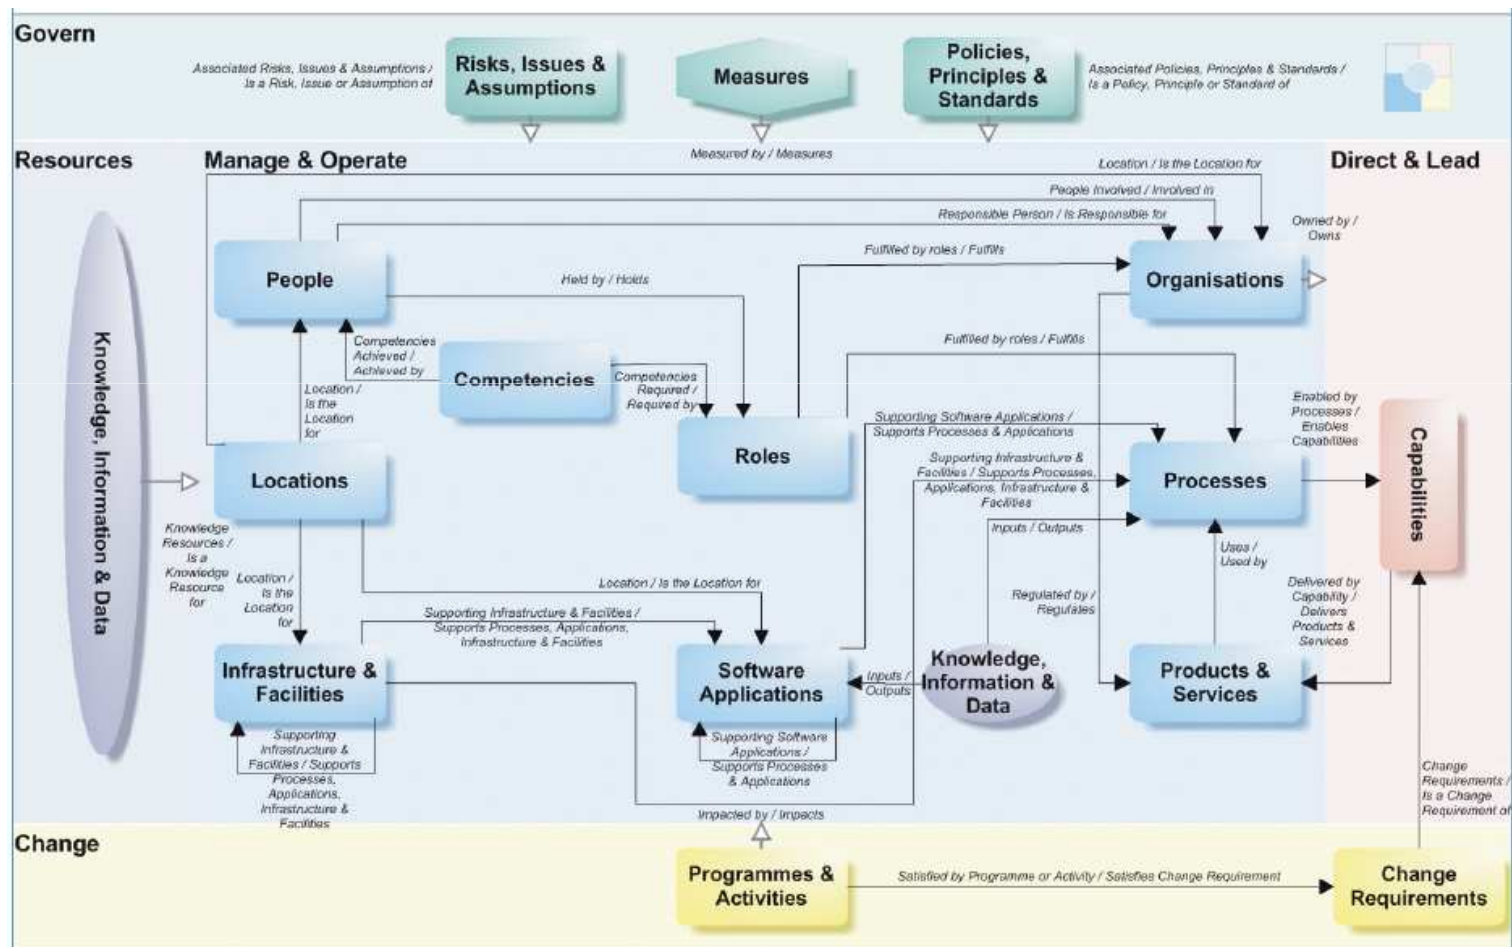 Govern
Associated Risks, Issues & Assumptions /
Is a Risk, Issue or Assumption of
Risks, Issues &
Assumptions
Measures
Policies,
Principles &
Standards
Associated Policies, Principles & Standards /
Is a Policy, Principle or Standard of
Resources
Manage & Operate
Measured by / Measures
Direct & Lead
Location / Is the Location for
People Involved / Involved in
Responsible Person / Is Responsible for
Owned by /
Owns
Fulfilled by roles / Fulfills
People
Held by / Holds
Organisations
Knowledge, Information & Data
Competencies
Achieved /
Achieved by
Competencies
Competencies
Required /
Required by
Fulfilled by roles / Fulfills
Location /
Is the
Location
for
Enabled by
Processes /
Enables
Capabilities
Supporting Software Applications /
Supports Processes & Applications
Roles
Locations
Supporting Infrastructure &
Facilities / Supports Processes,
Applications, Infrastructure &
Facilities
Processes
Capabilities
Knowledge
Resources /
Is a
Knowledge
Resource
for
Inputs / Outputs
Uses /
Used by
Location /
Is the
Location
for
Location / Is the Location for
Regulated by /
Regulates
Delivered by
Capability /
Delivers
Products &
Services
Supporting Infrastructure & Facilities /
Supports Processes, Applications,
Infrastructure & Facilities
Infrastructure &
Facilities
Software
Applications
Inputs /
Outputs
Knowledge,
Information &
Data
Products &
Services
Supporting
Infrastructure &
Facilities / Supports
Processes,
Applications,
Infrastructure &
Facilities
Supporting Software
Applications /
Supports Processes
& Applications
Change
Requirements /
Is a Change
Requirement of
Impacted by / Impacts
Change
Programmes &
Activities
Satisfied by Programme or Activity / Satisfies Change Requirement
Change
Requirements